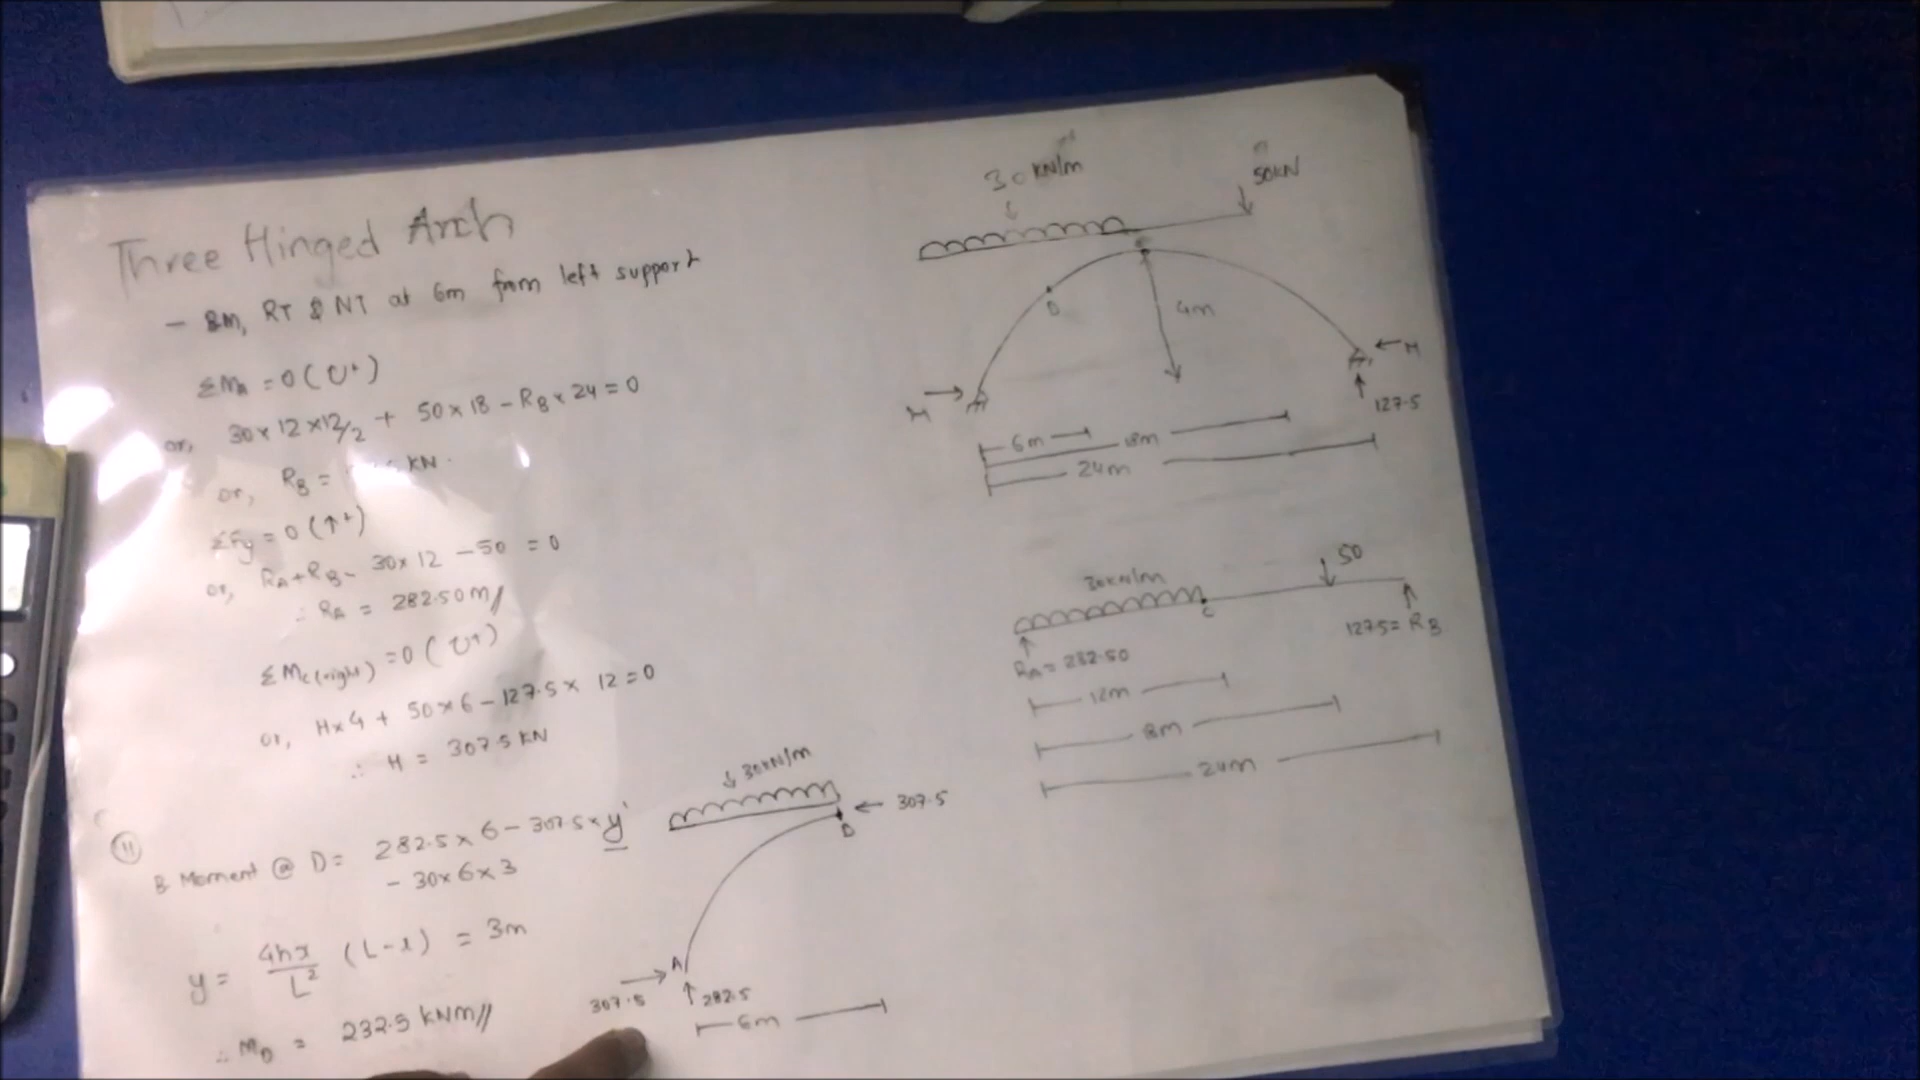 Three Hinged Arch
- BM, RT & NT at 6m from left support
ΣMA = 0 (↻+)
or, 30 x 12 x 12/2 + 50 x 18 - RB x 24 = 0
or, RB = KN
ΣFy = 0 (↑+)
or, RA + RB - 30 x 12 - 50 = 0
∴ RA = 282.50 m//
ΣMc(right) = 0 (↻+)
or, H x 4 + 50 x 6 - 127.5 x 12 = 0
∴ H = 307.5 KN
(11)
B Moment @ D = 282.5 x 6 - 307.5 x y
- 30 x 6 x 3
y = 4hx/L² (L-x) = 3m
∴ MD = 232.5 kNm//
30 kN/m
50KN
C
D
4m
H
H
127.5
6m
18m
24m
30kN/m
50
C
RA = 282.50
127.5 = RB
12m
18m
24m
30kN/m
307.5
D
A
307.5
282.5
6m